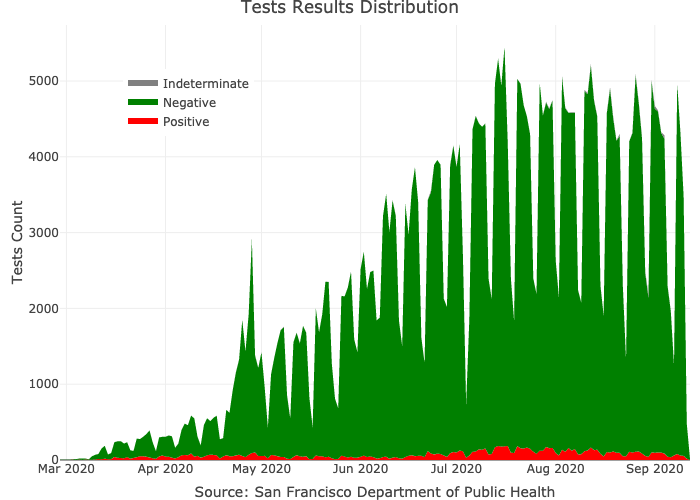 Tests Results Distribution
Indeterminate
Negative
Positive
Tests Count
5000
4000
3000
2000
1000
0
Mar 2020 Apr 2020 May 2020 Jun 2020 Jul 2020 Aug 2020 Sep 2020
Source: San Francisco Department of Public Health